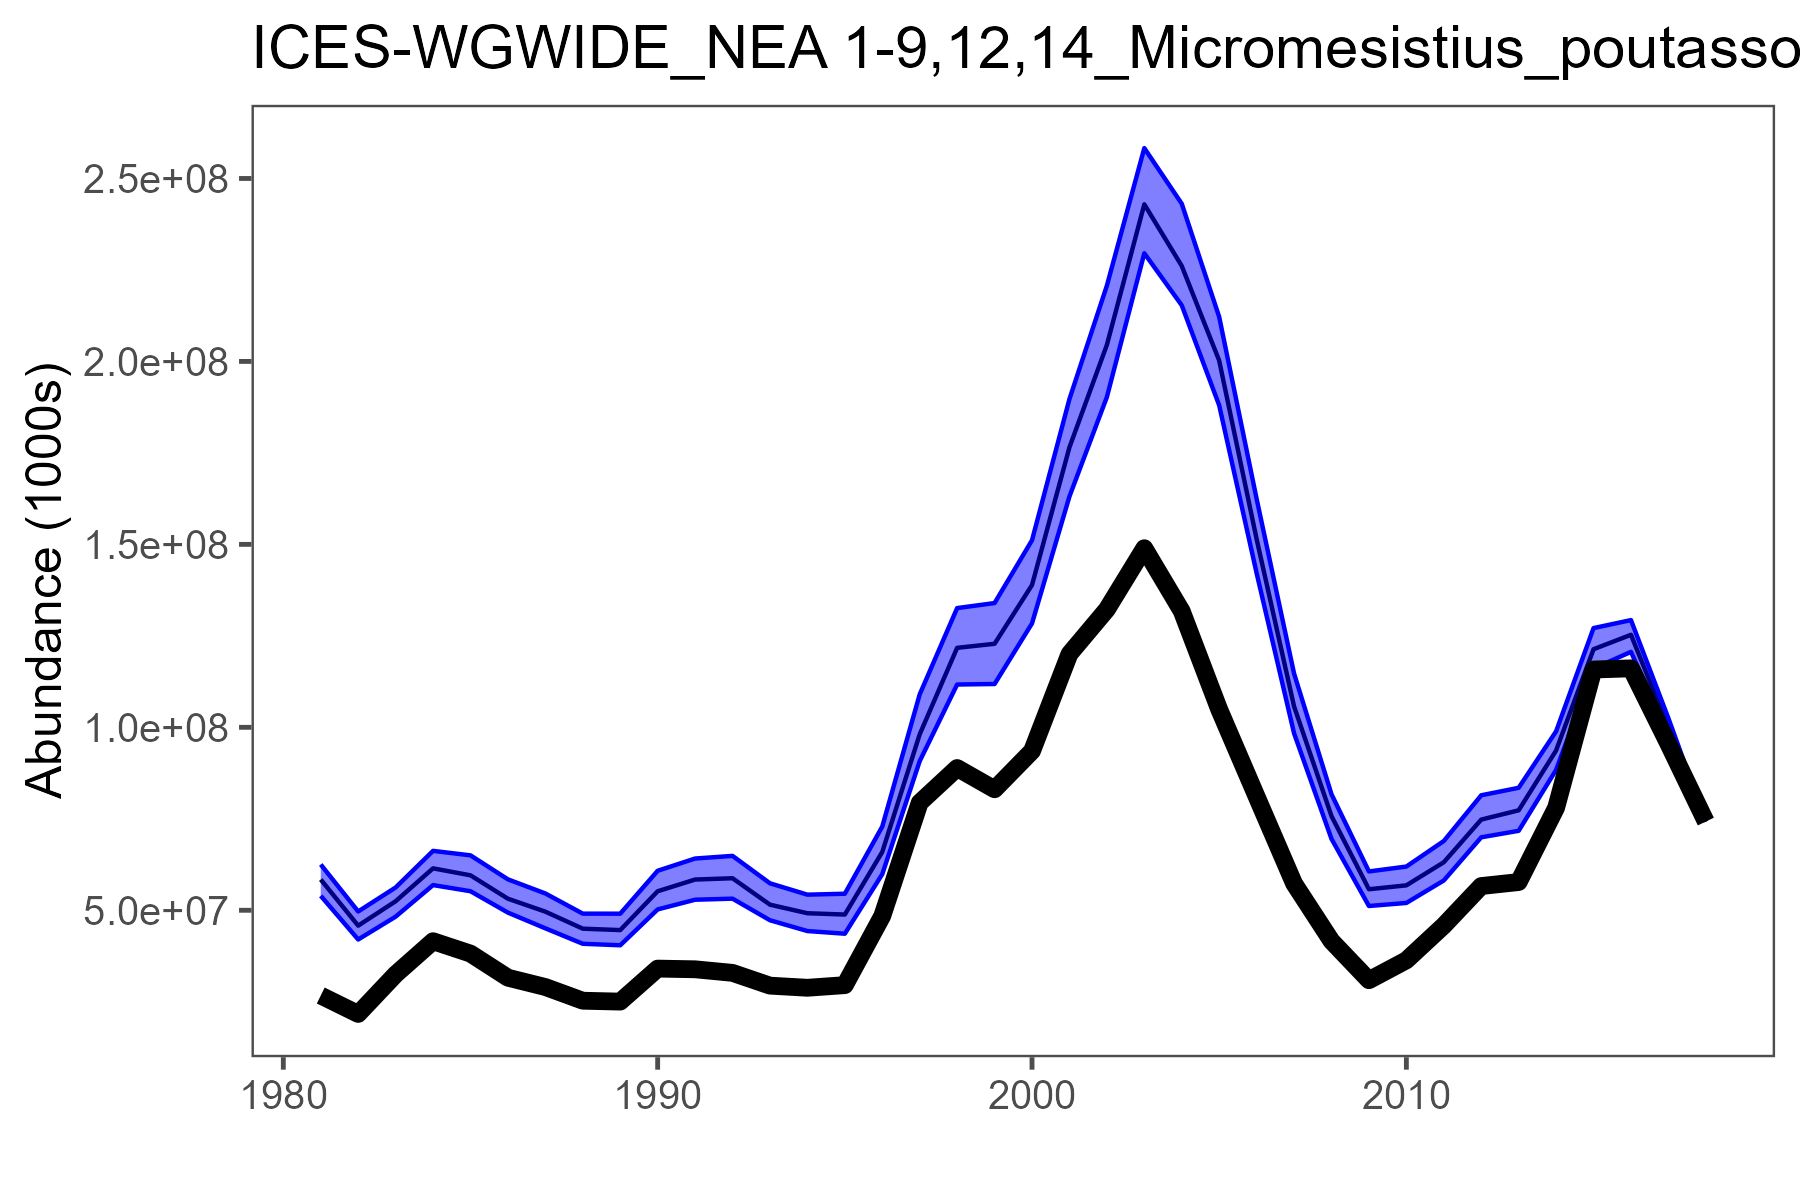 ICES-WGWIDE_NEA 1-9,12,14_Micromesistius_poutasso
2.5e+08
2.0e+08
1.5e+08
1.0e+08
5.0e+07
Abundance (1000s)
1980 1990 2000 2010